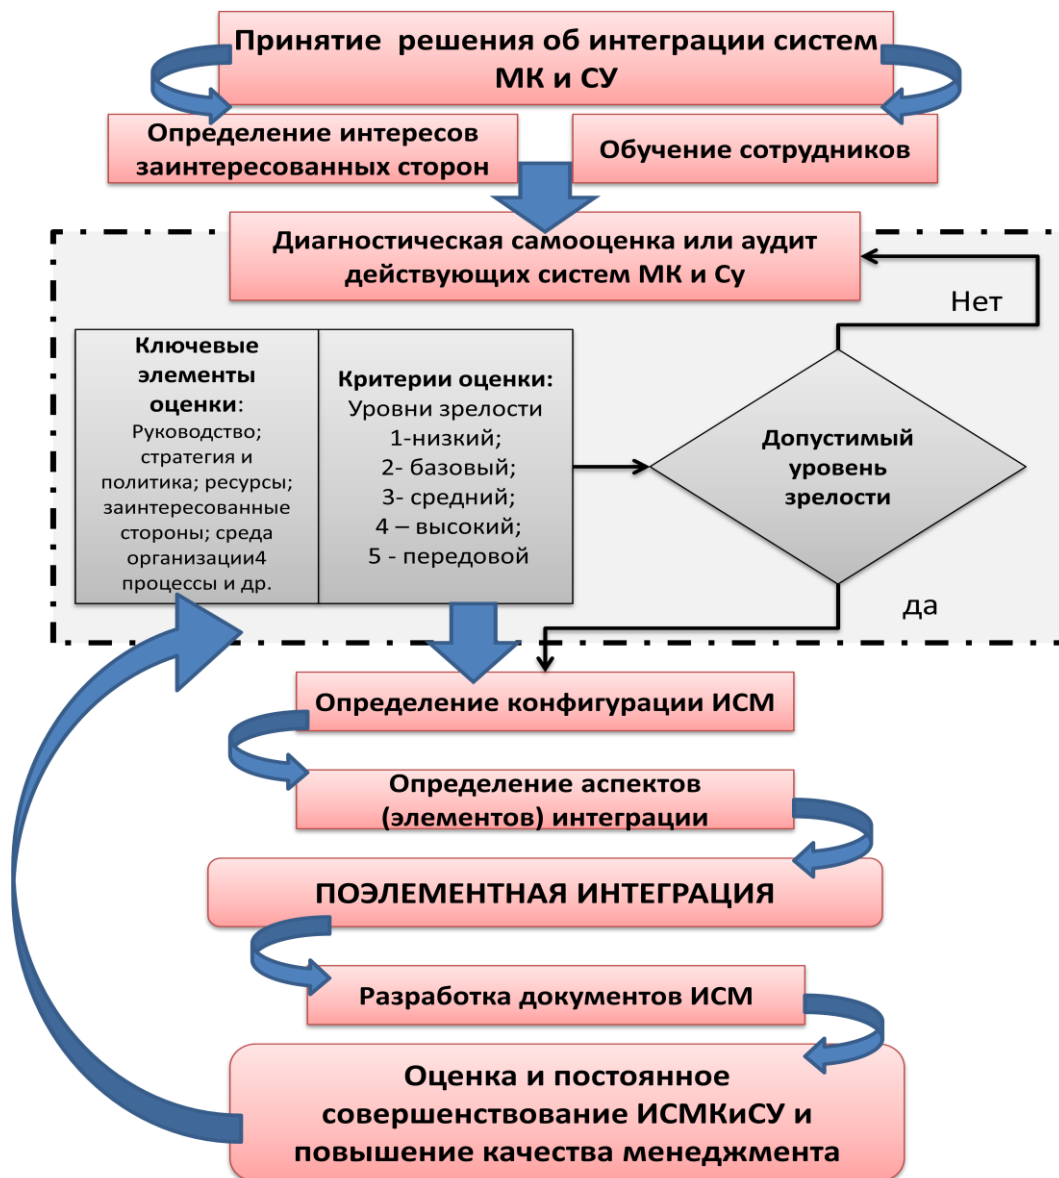 Принятие решения об интеграции систем
МК и СУ
Определение интересов
заинтересованных сторон
Обучение сотрудников
Диагностическая самооценка или аудит
действующих систем МК и Су
Нет
Ключевые
элементы
оценки:
Руководство;
стратегия и
политика; ресурсы;
заинтересованные
стороны; среда
организации4
процессы и др.
Критерии оценки:
Уровни зрелости
1-низкий;
2- базовый;
3- средний;
4 – высокий;
5 - передовой
Допустимый
уровень
зрелости
да
Определение конфигурации ИСМ
Определение аспектов
(элементов) интеграции
ПОЭЛЕМЕНТНАЯ ИНТЕГРАЦИЯ
Разработка документов ИСМ
Оценка и постоянное
совершенствование ИСМКиСУ и
повышение качества менеджмента